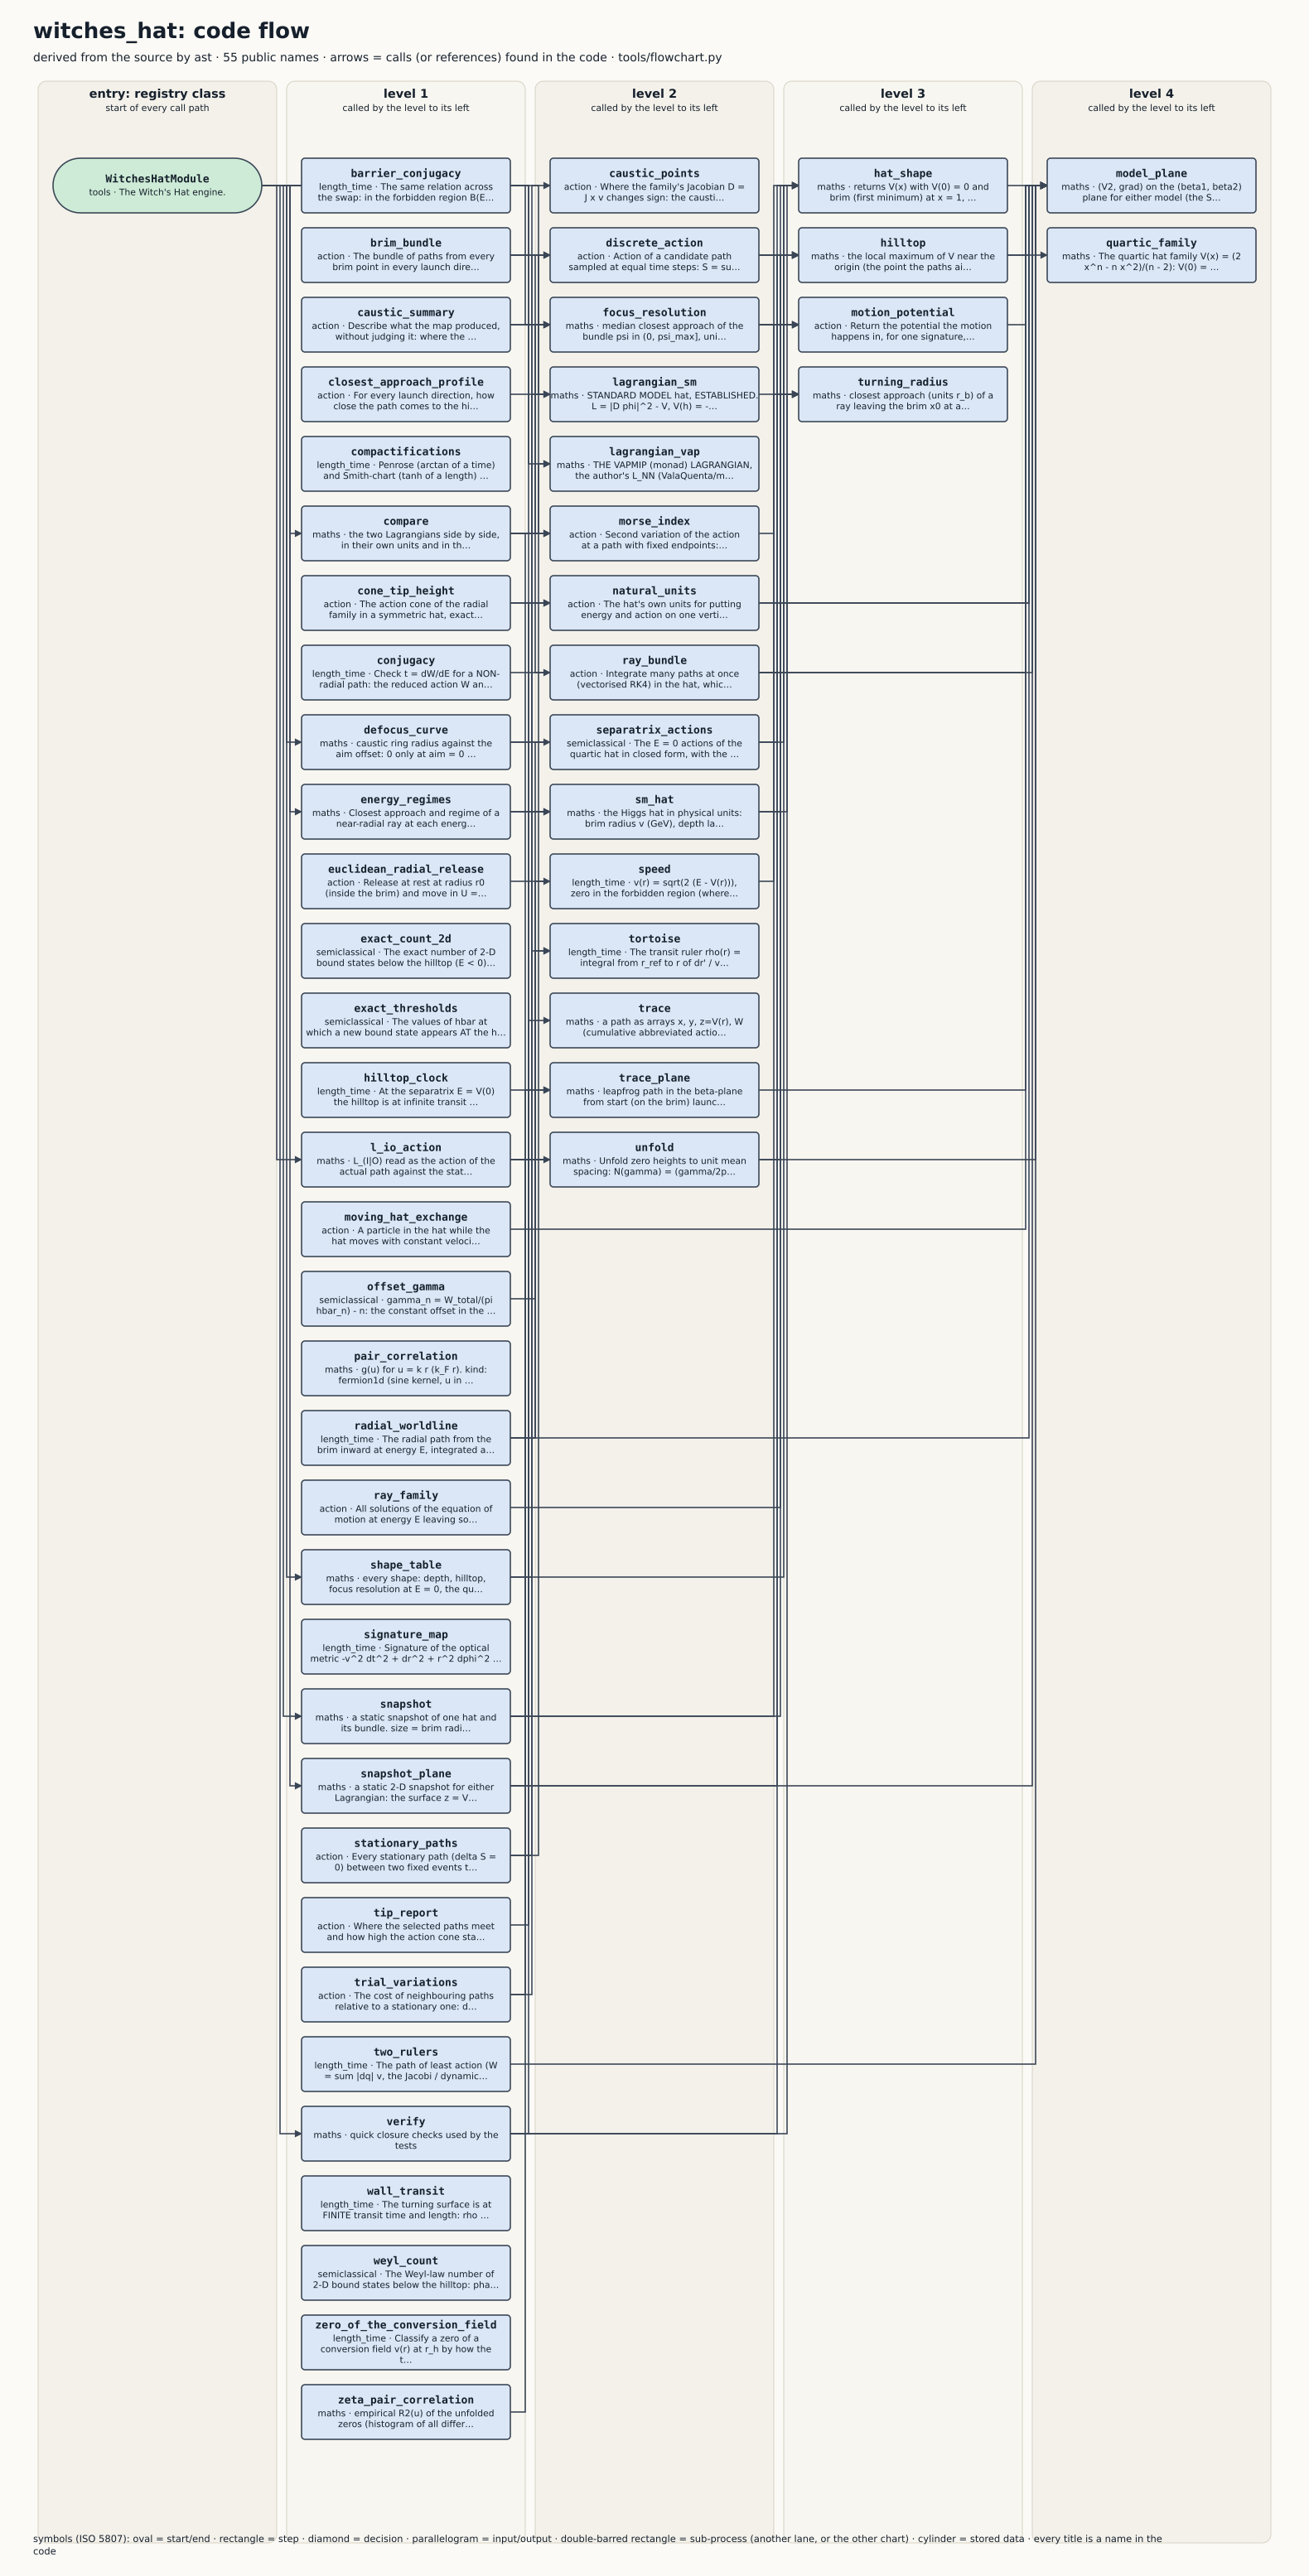 witches_hat: code flow
derived from the source by ast · 55 public names · arrows = calls (or references) found in the code · tools/flowchart.py
entry: registry class
start of every call path
WitchesHatModule
tools · The Witch's Hat engine.
level 1
called by the level to its left
barrier_conjugacy
length_time · The same relation across
the swap: in the forbidden region B(E...
brim_bundle
action · The bundle of paths from every
brim point in every launch dire...
caustic_summary
action · Describe what the map produced,
without judging it: where the ...
closest_approach_profile
action · For every launch direction, how
close the path comes to the hi...
compactifications
length_time · Penrose (arctan of a time)
and Smith-chart (tanh of a length) ...
compare
maths · the two Lagrangians side by side,
in their own units and in th...
cone_tip_height
action · The action cone of the radial
family in a symmetric hat, exact...
conjugacy
length_time · Check t = dW/dE for a NON-
radial path: the reduced action W an...
defocus_curve
maths · caustic ring radius against the
aim offset: 0 only at aim = 0 ...
energy_regimes
maths · Closest approach and regime of a
near-radial ray at each energ...
euclidean_radial_release
action · Release at rest at radius r0
(inside the brim) and move in U =...
exact_count_2d
semiclassical · The exact number of 2-D
bound states below the hilltop (E < 0)...
exact_thresholds
semiclassical · The values of hbar at
which a new bound state appears AT the h...
hilltop_clock
length_time · At the separatrix E = V(0)
the hilltop is at infinite transit ...
l_io_action
maths · L_(I|O) read as the action of the
actual path against the stat...
moving_hat_exchange
action · A particle in the hat while the
hat moves with constant veloci...
offset_gamma
semiclassical · gamma_n = W_total/(pi
hbar_n) - n: the constant offset in the ...
pair_correlation
maths · g(u) for u = k r (k_F r). kind:
fermion1d (sine kernel, u in ...
radial_worldline
length_time · The radial path from the
brim inward at energy E, integrated a...
ray_family
action · All solutions of the equation of
motion at energy E leaving so...
shape_table
maths · every shape: depth, hilltop,
focus resolution at E = 0, the qu...
signature_map
length_time · Signature of the optical
metric -v^2 dt^2 + dr^2 + r^2 dphi^2 ...
snapshot
maths · a static snapshot of one hat and
its bundle. size = brim radi...
snapshot_plane
maths · a static 2-D snapshot for either
Lagrangian: the surface z = V...
stationary_paths
action · Every stationary path (delta S =
0) between two fixed events t...
tip_report
action · Where the selected paths meet
and how high the action cone sta...
trial_variations
action · The cost of neighbouring paths
relative to a stationary one: d...
two_rulers
length_time · The path of least action (W
= sum |dq| v, the Jacobi / dynamic...
verify
maths · quick closure checks used by the
tests
wall_transit
length_time · The turning surface is at
FINITE transit time and length: rho ...
weyl_count
semiclassical · The Weyl-law number of
2-D bound states below the hilltop: pha...
zero_of_the_conversion_field
length_time · Classify a zero of a
conversion field v(r) at r_h by how the
t...
zeta_pair_correlation
maths · empirical R2(u) of the unfolded
zeros (histogram of all differ...
level 2
called by the level to its left
caustic_points
action · Where the family's Jacobian D =
J x v changes sign: the causti...
discrete_action
action · Action of a candidate path
sampled at equal time steps: S = su...
focus_resolution
maths · median closest approach of the
bundle psi in (0, psi_max], uni...
lagrangian_sm
maths · STANDARD MODEL hat, ESTABLISHED.
L = |D phi|^2 - V, V(h) = -...
lagrangian_vap
maths · THE VAPMIP (monad) LAGRANGIAN,
the author's L_NN (ValaQuenta/m...
morse_index
action · Second variation of the action
at a path with fixed endpoints:...
natural_units
action · The hat's own units for putting
energy and action on one verti...
ray_bundle
action · Integrate many paths at once
(vectorised RK4) in the hat, whic...
separatrix_actions
semiclassical · The E = 0 actions of the
quartic hat in closed form, with the ...
sm_hat
maths · the Higgs hat in physical units:
brim radius v (GeV), depth la...
speed
length_time · v(r) = sqrt(2 (E - V(r))),
zero in the forbidden region (where...
tortoise
length_time · The transit ruler rho(r) =
integral from r_ref to r of dr' / v...
trace
maths · a path as arrays x, y, z=V(r), W
(cumulative abbreviated actio...
trace_plane
maths · leapfrog path in the beta-plane
from start (on the brim) launc...
unfold
maths · Unfold zero heights to unit mean
spacing: N(gamma) = (gamma/2p...
level 3
called by the level to its left
hat_shape
maths · returns V(x) with V(0) = 0 and
brim (first minimum) at x = 1, ...
hilltop
maths · the local maximum of V near the
origin (the point the paths ai...
motion_potential
action · Return the potential the motion
happens in, for one signature,...
turning_radius
maths · closest approach (units r_b) of a
ray leaving the brim x0 at a...
level 4
called by the level to its left
model_plane
maths · (V2, grad) on the (beta1, beta2)
plane for either model (the S...
quartic_family
maths · The quartic hat family V(x) = (2
x^n - n x^2)/(n - 2): V(0) = ...
symbols (ISO 5807): oval = start/end · rectangle = step · diamond = decision · parallelogram = input/output · double-barred rectangle = sub-process (another lane, or the other chart) · cylinder = stored data · every title is a name in the
code